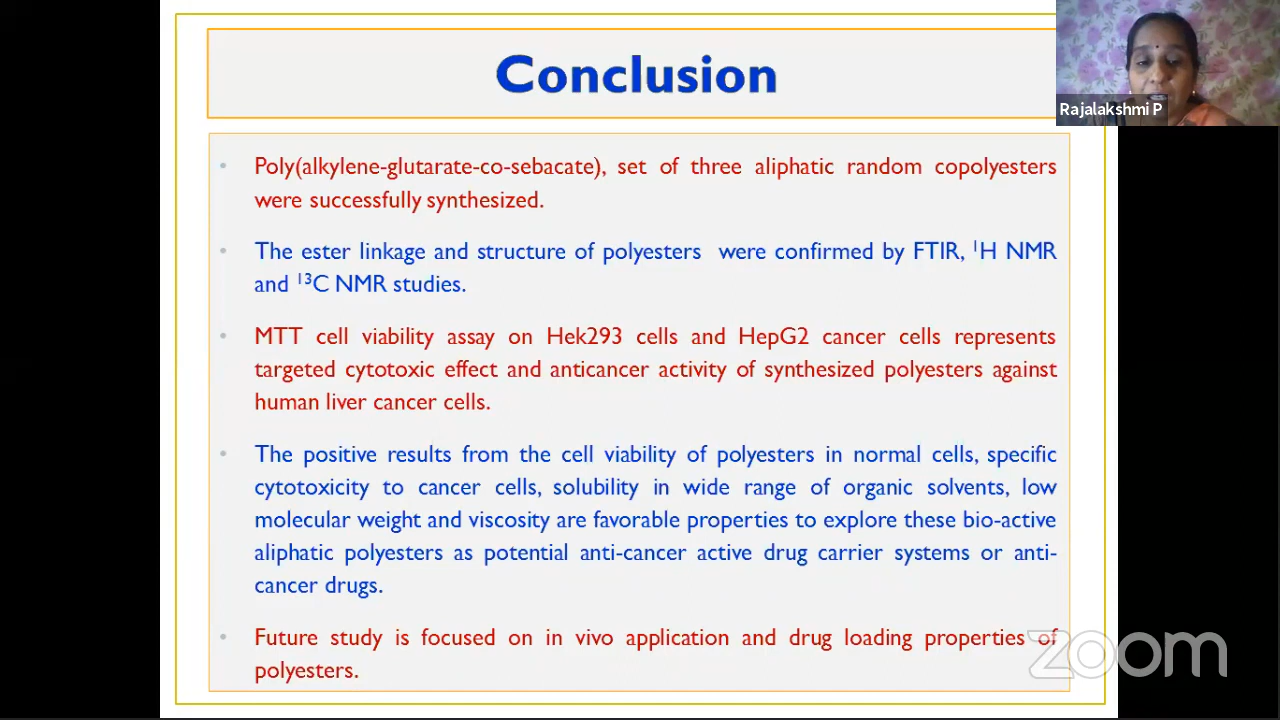 Conclusion
Rajalakshmi P
• Poly(alkylene-glutarate-co-sebacate), set of three aliphatic random copolyesters
were successfully synthesized.
• The ester linkage and structure of polyesters were confirmed by FTIR, ¹H NMR
and ¹³C NMR studies.
• MTT cell viability assay on Hek293 cells and HepG2 cancer cells represents
targeted cytotoxic effect and anticancer activity of synthesized polyesters against
human liver cancer cells.
• The positive results from the cell viability of polyesters in normal cells, specific
cytotoxicity to cancer cells, solubility in wide range of organic solvents, low
molecular weight and viscosity are favorable properties to explore these bio-active
aliphatic polyesters as potential anti-cancer active drug carrier systems or anti-
cancer drugs.
• Future study is focused on in vivo application and drug loading properties of
polyesters.
zoom